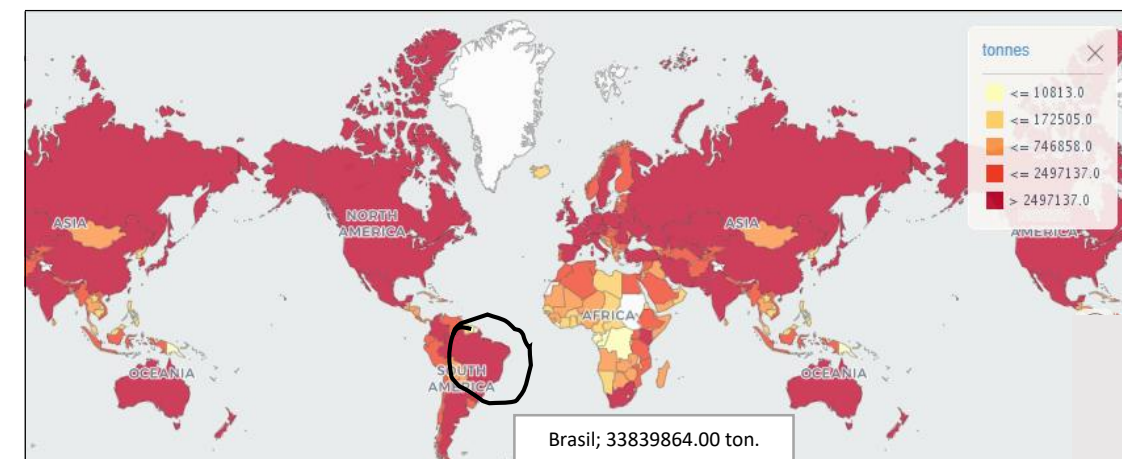 tonnes
<= 10813.0
<= 172505.0
<= 746858.0
<= 2497137.0
> 2497137.0
ASIA
NORTH
AMERICA
ASIA
AMERICA
AFRICA
OCEANIA
SOUTH
AMERICA
OCEANIA
Brasil; 33839864.00 ton.